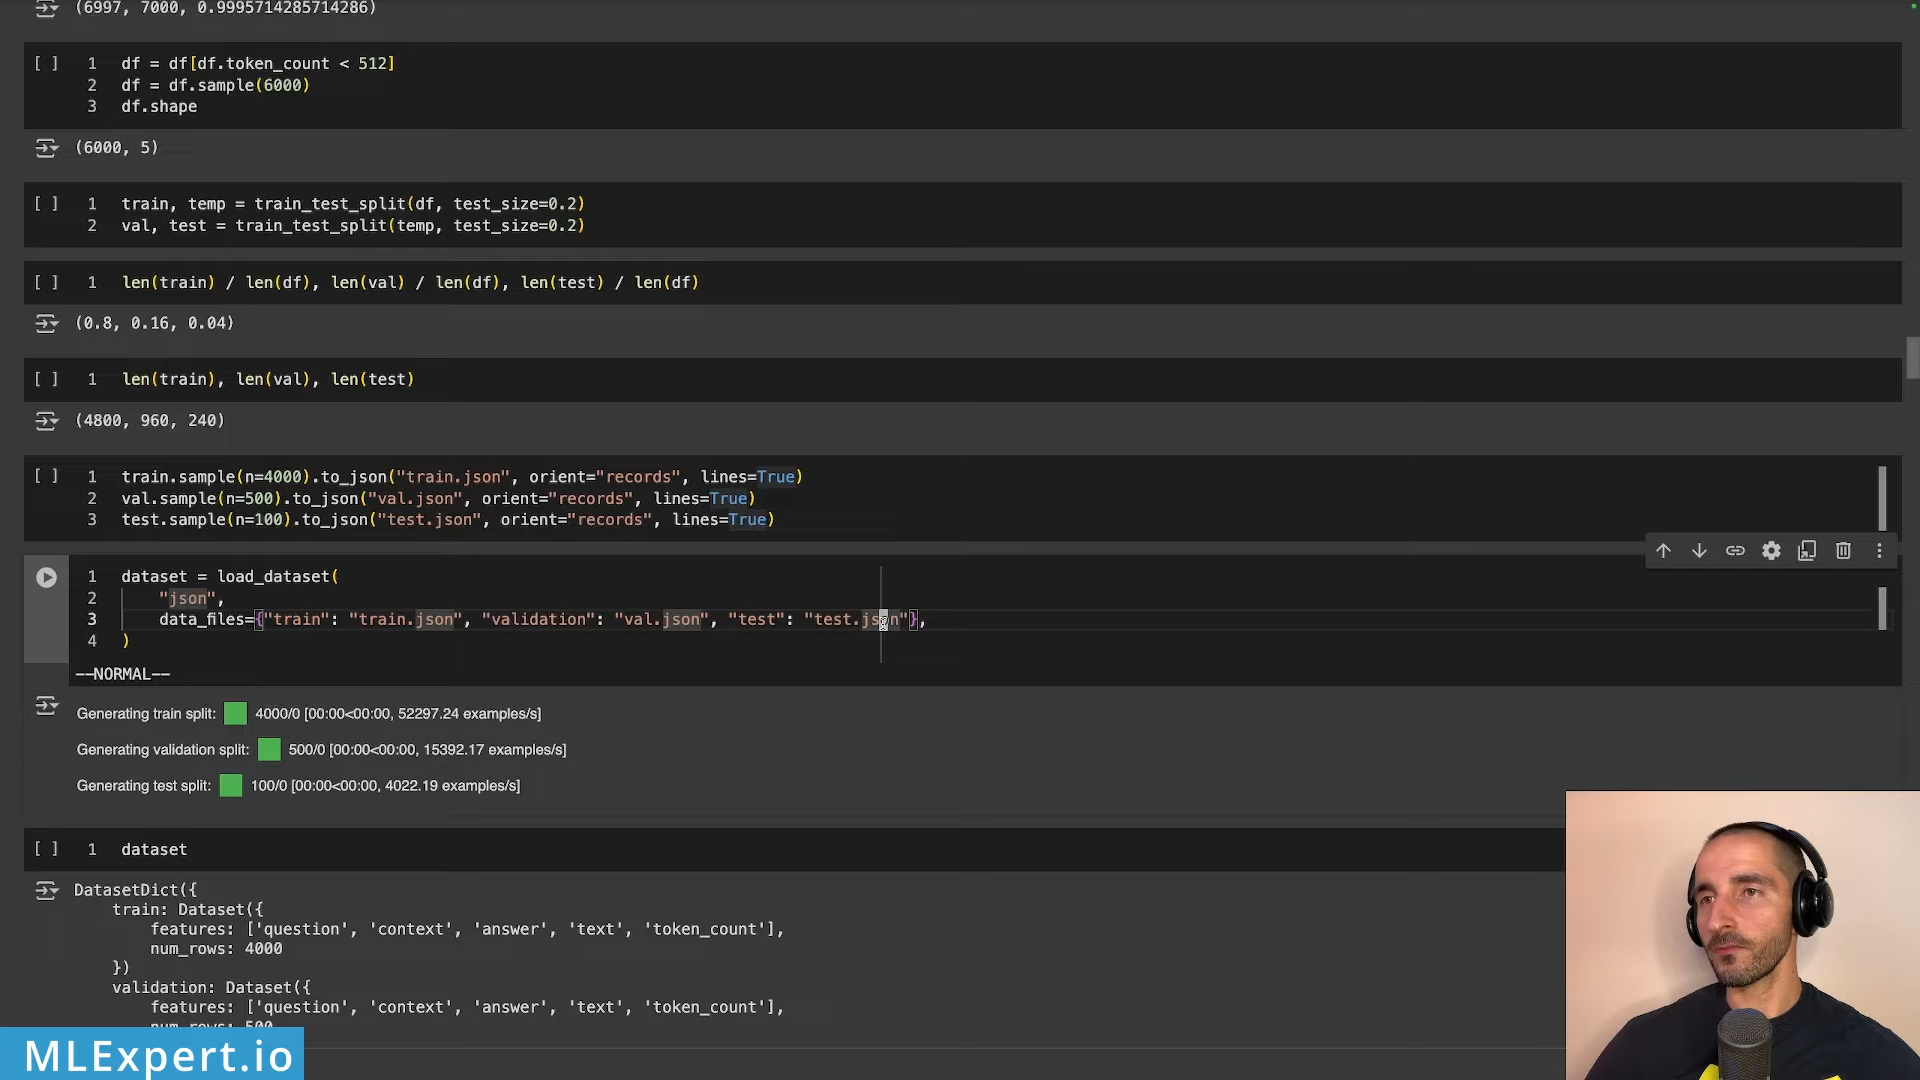 (6997, 7000, 0.9995714285714286)
[ ] 1 df = df[df.token_count < 512]
2 df = df.sample(6000)
3 df.shape
(6000, 5)
[ ] 1 train, temp = train_test_split(df, test_size=0.2)
2 val, test = train_test_split(temp, test_size=0.2)
[ ] 1 len(train) / len(df), len(val) / len(df), len(test) / len(df)
(0.8, 0.16, 0.04)
[ ] 1 len(train), len(val), len(test)
(4800, 960, 240)
[ ] 1 train.sample(n=4000).to_json("train.json", orient="records", lines=True)
2 val.sample(n=500).to_json("val.json", orient="records", lines=True)
3 test.sample(n=100).to_json("test.json", orient="records", lines=True)
1 dataset = load_dataset(
2 "json",
3 data_files={"train": "train.json", "validation": "val.json", "test": "test.json"},
4 )
--NORMAL--
Generating train split: 4000/0 [00:00<00:00, 52297.24 examples/s]
Generating validation split: 500/0 [00:00<00:00, 15392.17 examples/s]
Generating test split: 100/0 [00:00<00:00, 4022.19 examples/s]
[ ] 1 dataset
DatasetDict({
train: Dataset({
features: ['question', 'context', 'answer', 'text', 'token_count'],
num_rows: 4000
})
validation: Dataset({
features: ['question', 'context', 'answer', 'text', 'token_count'],
num_rows: 500
MLExpert.io